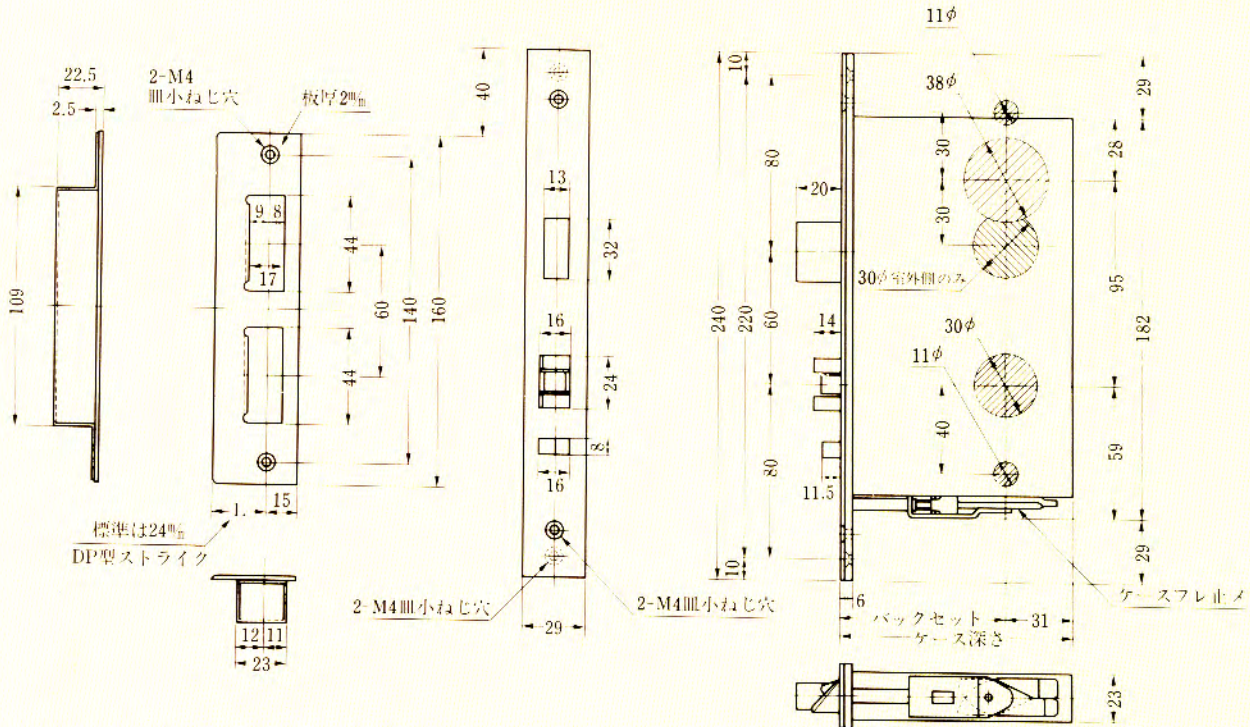 22.5
2.5
109
2-M4
皿小ねじ穴
板厚2m/m
9 8
17
44
44
60
140
160
L
15
標準は24m/m
DP型ストライク
12 11
23
40
13
32
16
24
8
16
2-M4皿小ねじ穴
2-M4皿小ねじ穴
29
11φ
10
38φ
29
30
28
80
20
30
30φ室外側のみ
95
240
220
60
182
14
30φ
11φ
40
59
80
11.5
29
10
6
ケースフレ止メ
バックセット
31
ケース深さ
23